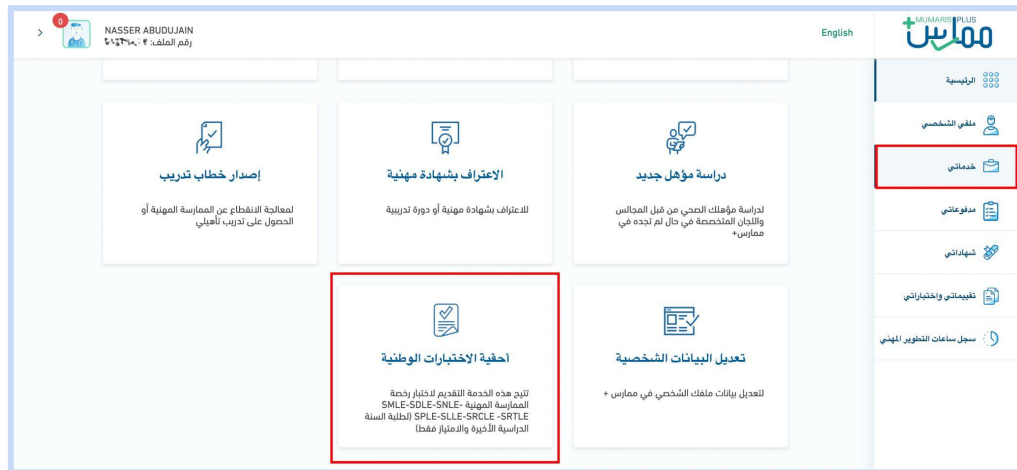 MUMARIS PLUS
ممارس+
English
NASSER ABUDUJAIN
رقم الملف:
0
الرئيسية
ملفي الشخصي
خدماتي
مدفوعاتي
شهاداتي
تقييماتي واختباراتي
سجل ساعات التطوير المهني
دراسة مؤهل جديد
لدراسة مؤهلك الصحي من قبل المجالس
واللجان المتخصصة في حال لم تجده في
ممارس+
الاعتراف بشهادة مهنية
للاعتراف بشهادة مهنية أو دورة تدريبية
إصدار خطاب تدريب
لمعالجة الانقطاع عن الممارسة المهنية أو
الحصول على تدريب تأهيلي
تعديل البيانات الشخصية
لتعديل بيانات ملفك الشخصي في ممارس +
أحقية الاختبارات الوطنية
تتيح هذه الخدمة التقديم لاختبار رخصة
الممارسة المهنية SMLE-SDLE-SNLE-
SPLE-SLLE-SRCLE -SRTLE (لطلبة السنة
الدراسية الأخيرة والامتياز فقط)